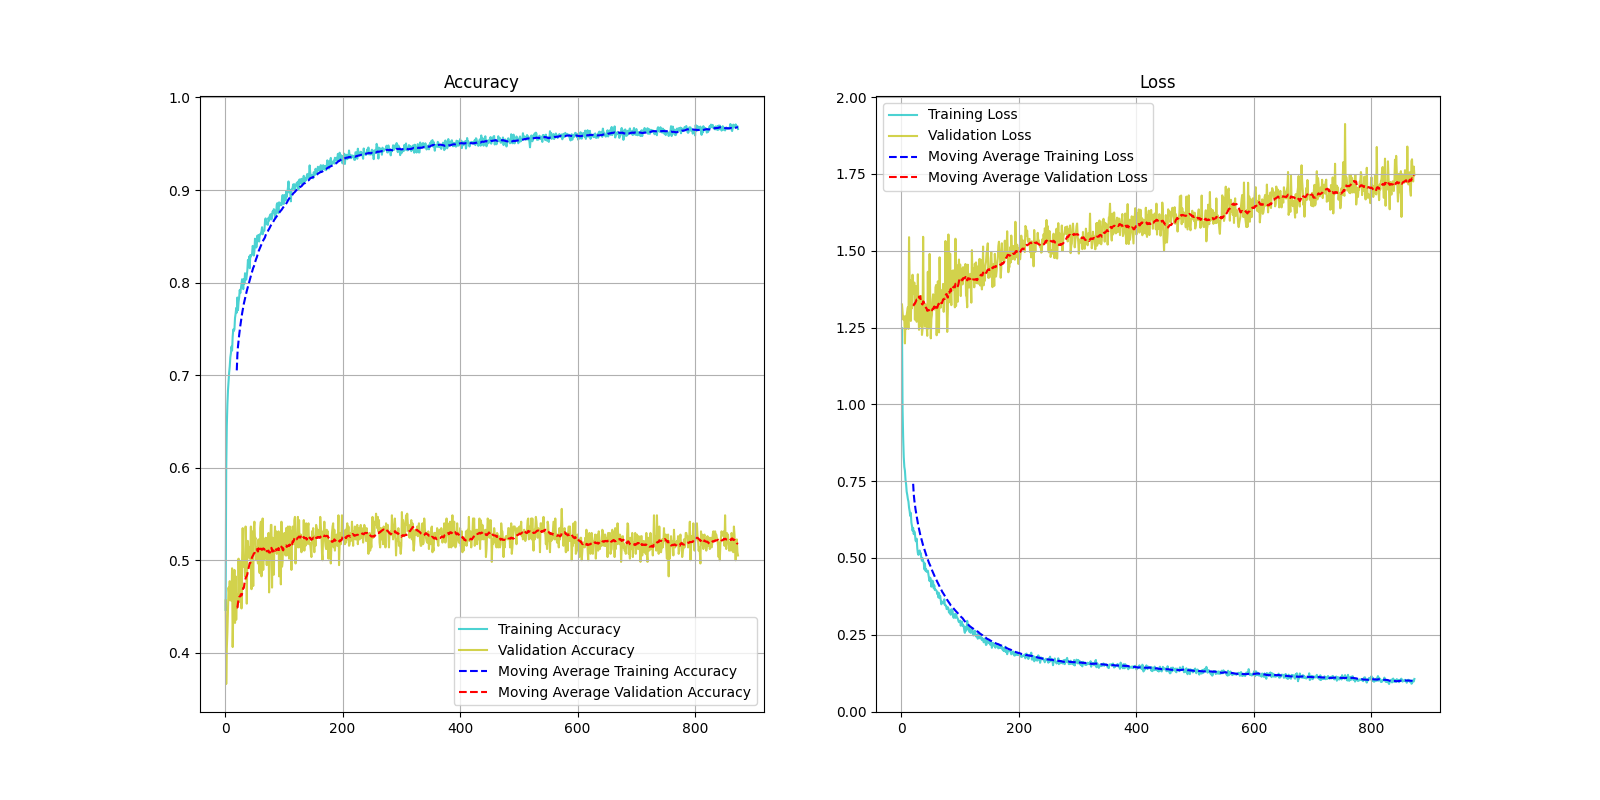 Accuracy
1.0
0.9
0.8
0.7
0.6
0.5
0.4
0
200
400
600
800
Training Accuracy
Validation Accuracy
Moving Average Training Accuracy
Moving Average Validation Accuracy
Loss
2.00
1.75
1.50
1.25
1.00
0.75
0.50
0.25
0.00
0
200
400
600
800
Training Loss
Validation Loss
Moving Average Training Loss
Moving Average Validation Loss